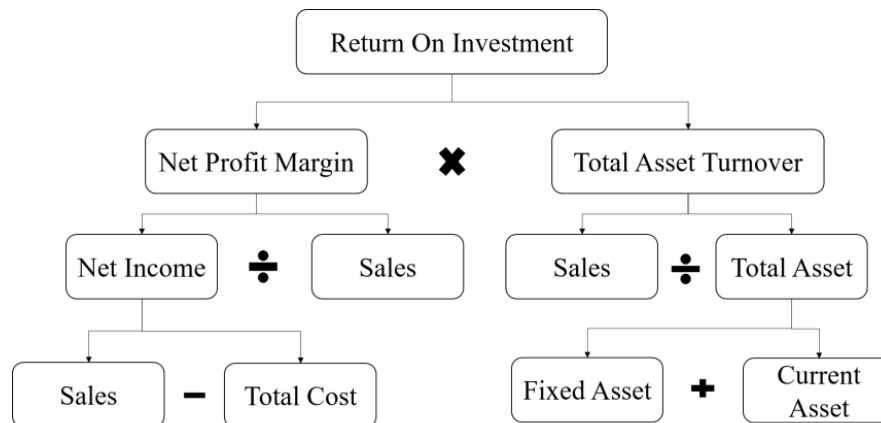 Return On Investment
Net Profit Margin
×
Total Asset Turnover
Net Income
÷
Sales
Sales
÷
Total Asset
Sales
−
Total Cost
Fixed Asset
+
Current
Asset